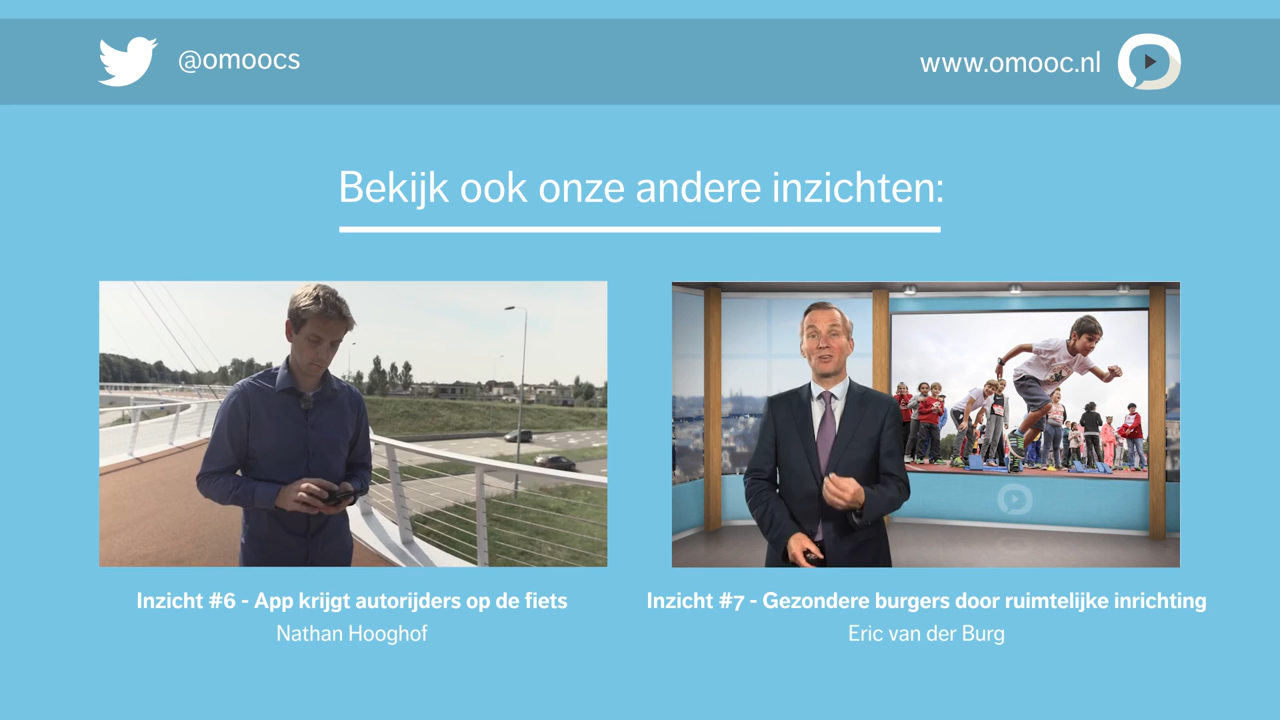 @omoocs
www.omooc.nl
Bekijk ook onze andere inzichten:
Inzicht #6 - App krijgt autorijders op de fiets
Nathan Hooghof
Inzicht #7 - Gezondere burgers door ruimtelijke inrichting
Eric van der Burg